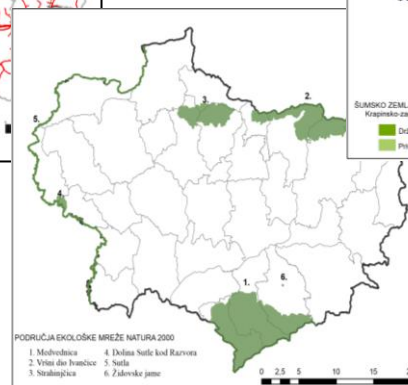 ŠUMSKO ZEML
Krapinsko-za
Drž
Pri
3.
2.
5.
4.
1.
6.
PODRUČJA EKOLOŠKE MREŽE NATURA 2000
1. Medvednica
2. Vršni dio Ivančice
3. Strahinjčica
4. Dolina Sutle kod Razvora
5. Sutla
6. Židovske jame
0 2.5 5 10 15 2